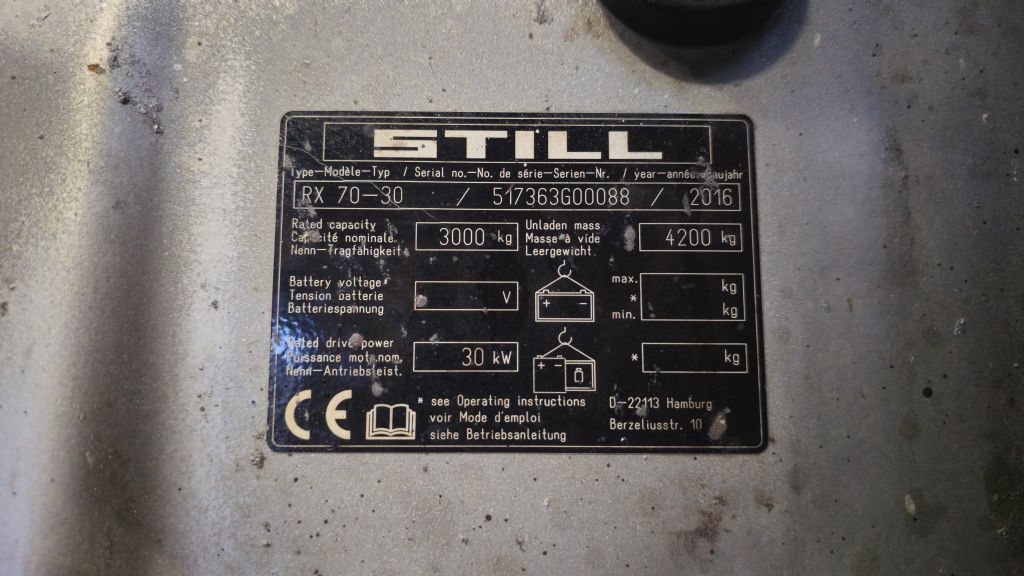 STILL
Type-Modèle-Typ / Serial no.-No. de série-Serien-Nr. / year-année-Baujahr
RX 70-30 / 517363G00088 / 2016
Rated capacity
Capacité nominale
Nenn-Tragfähigkeit
3000 kg
Unladen mass
Masse à vide
Leergewicht
4200 kg
Battery voltage
Tension batterie
Batteriespannung
V
+ -
max. kg
*
min. kg
Rated drive power
Puissance mot.nom.
Nenn-Antriebsleist.
30 kW
+ -
* kg
CE
* see Operating instructions
voir Mode d'emploi
siehe Betriebsanleitung
D-22113 Hamburg
Berzeliusstr. 10